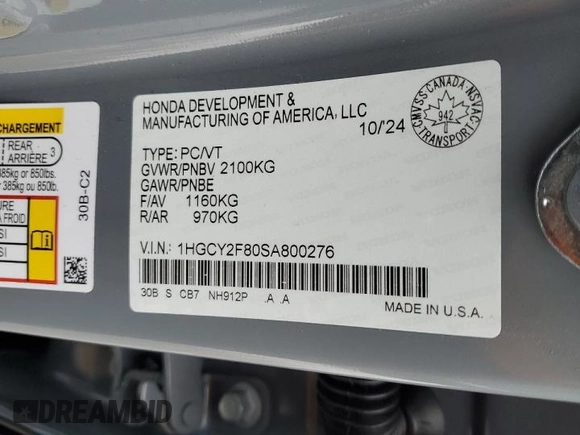 CHARGEMENT
REAR
ARRIÈRE 3
385kg or 850lbs.
385kg ou 850lb.
A FROID
30B-C2
HONDA DEVELOPMENT &
MANUFACTURING OF AMERICA, LLC
10/'24
CMVSS CANADA NSVAC
942
TRANSPORT
TYPE: PC/VT
GVWR/PNBV 2100KG
GAWR/PNBE
F/AV 1160KG
R/AR 970KG
V.I.N: 1HGCY2F80SA800276
30B S CB7 NH912P .A .A
MADE IN U.S.A.
DREAMBID